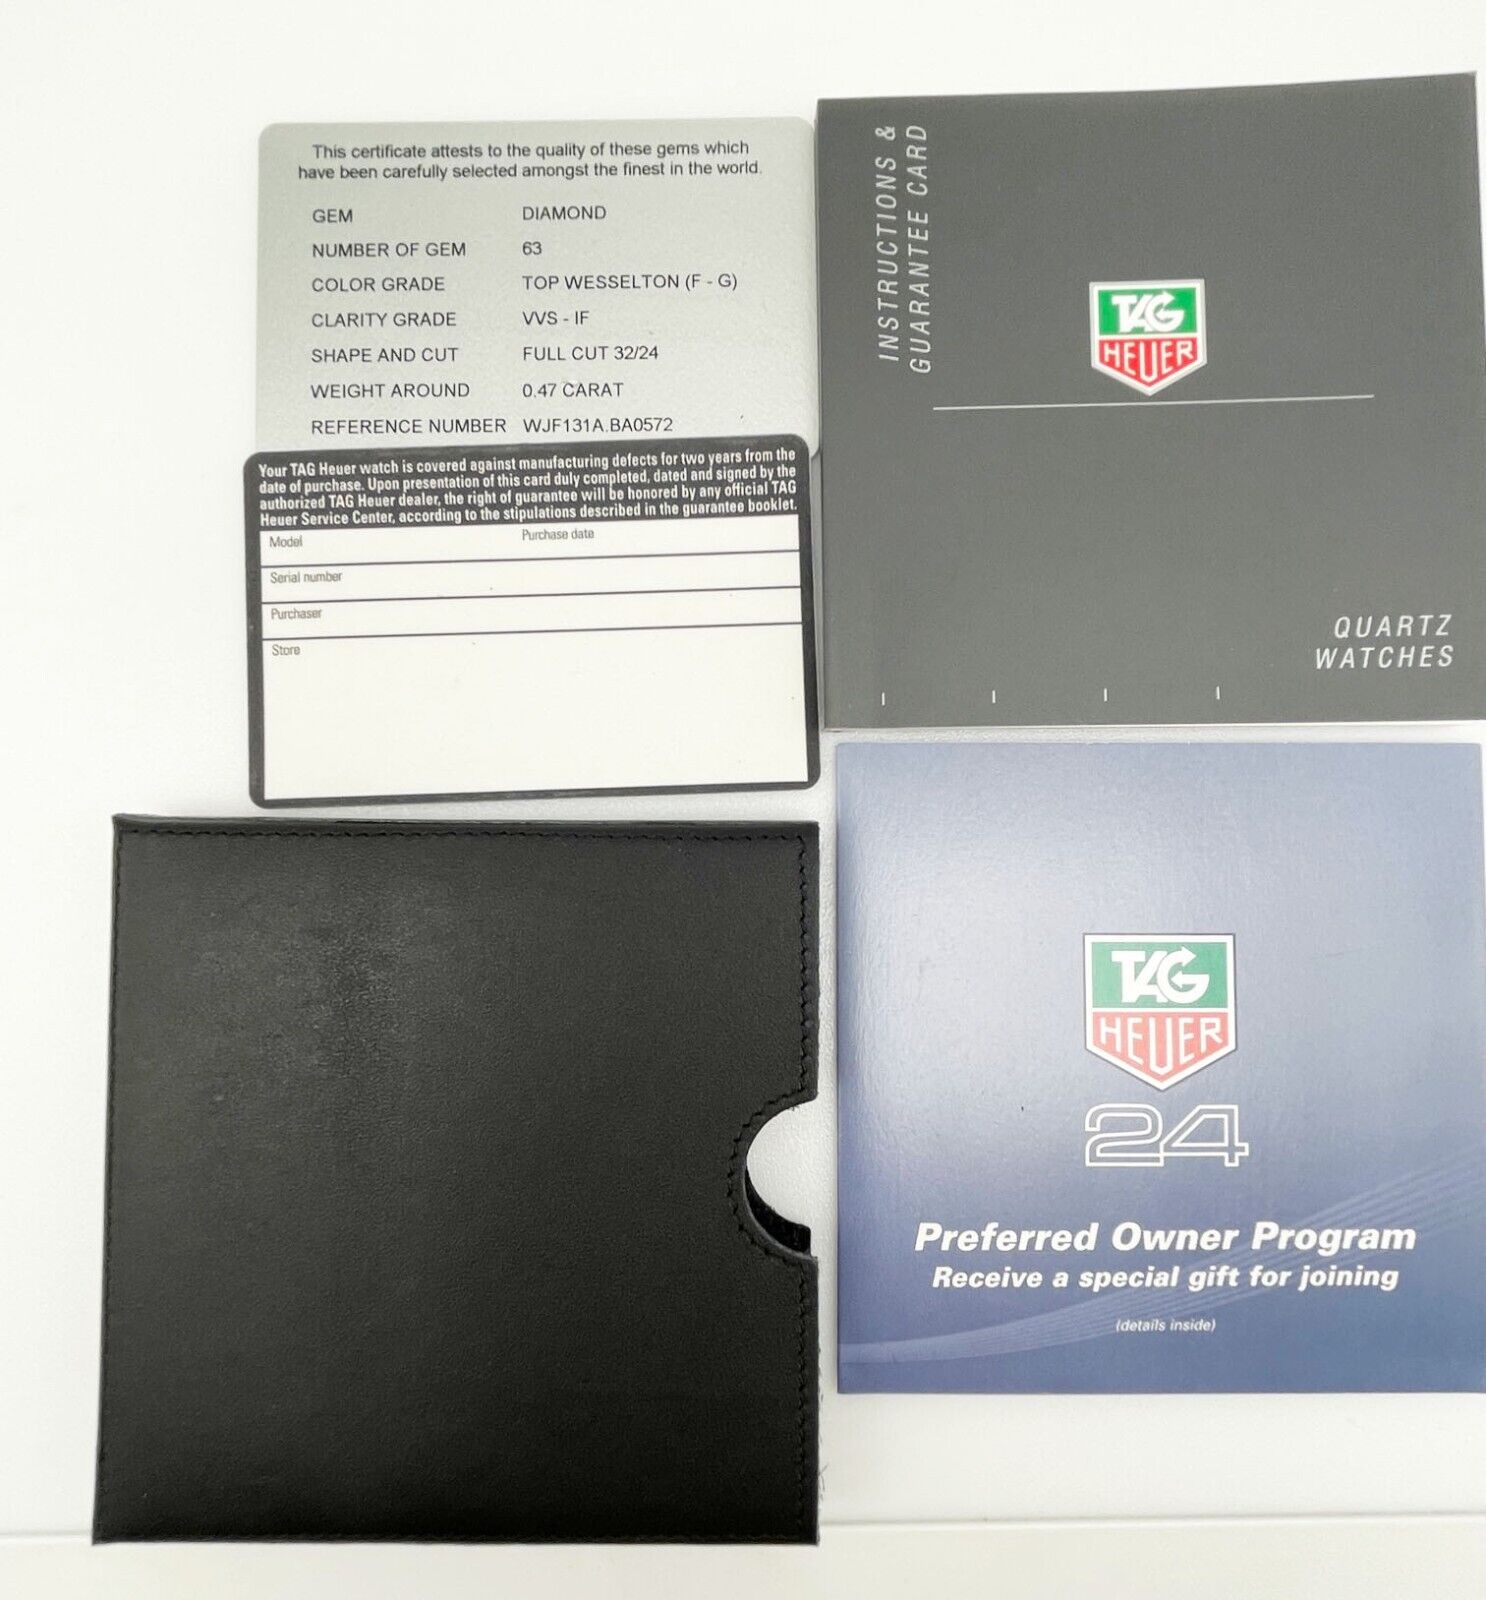 This certificate attests to the quality of these gems which
have been carefully selected amongst the finest in the world.
GEM DIAMOND
NUMBER OF GEM 63
COLOR GRADE TOP WESSELTON (F - G)
CLARITY GRADE VVS - IF
SHAPE AND CUT FULL CUT 32/24
WEIGHT AROUND 0.47 CARAT
REFERENCE NUMBER WJF131A.BA0572
Your TAG Heuer watch is covered against manufacturing defects for two years from the
date of purchase. Upon presentation of this card duly completed, dated and signed by the
authorized TAG Heuer dealer, the right of guarantee will be honored by any official TAG
Heuer Service Center, according to the stipulations described in the guarantee booklet.
Model Purchase date
Serial number
Purchaser
Store
INSTRUCTIONS &
GUARANTEE CARD
TAG
HEUER
QUARTZ
WATCHES
TAG
HEUER
24
Preferred Owner Program
Receive a special gift for joining
(details inside)